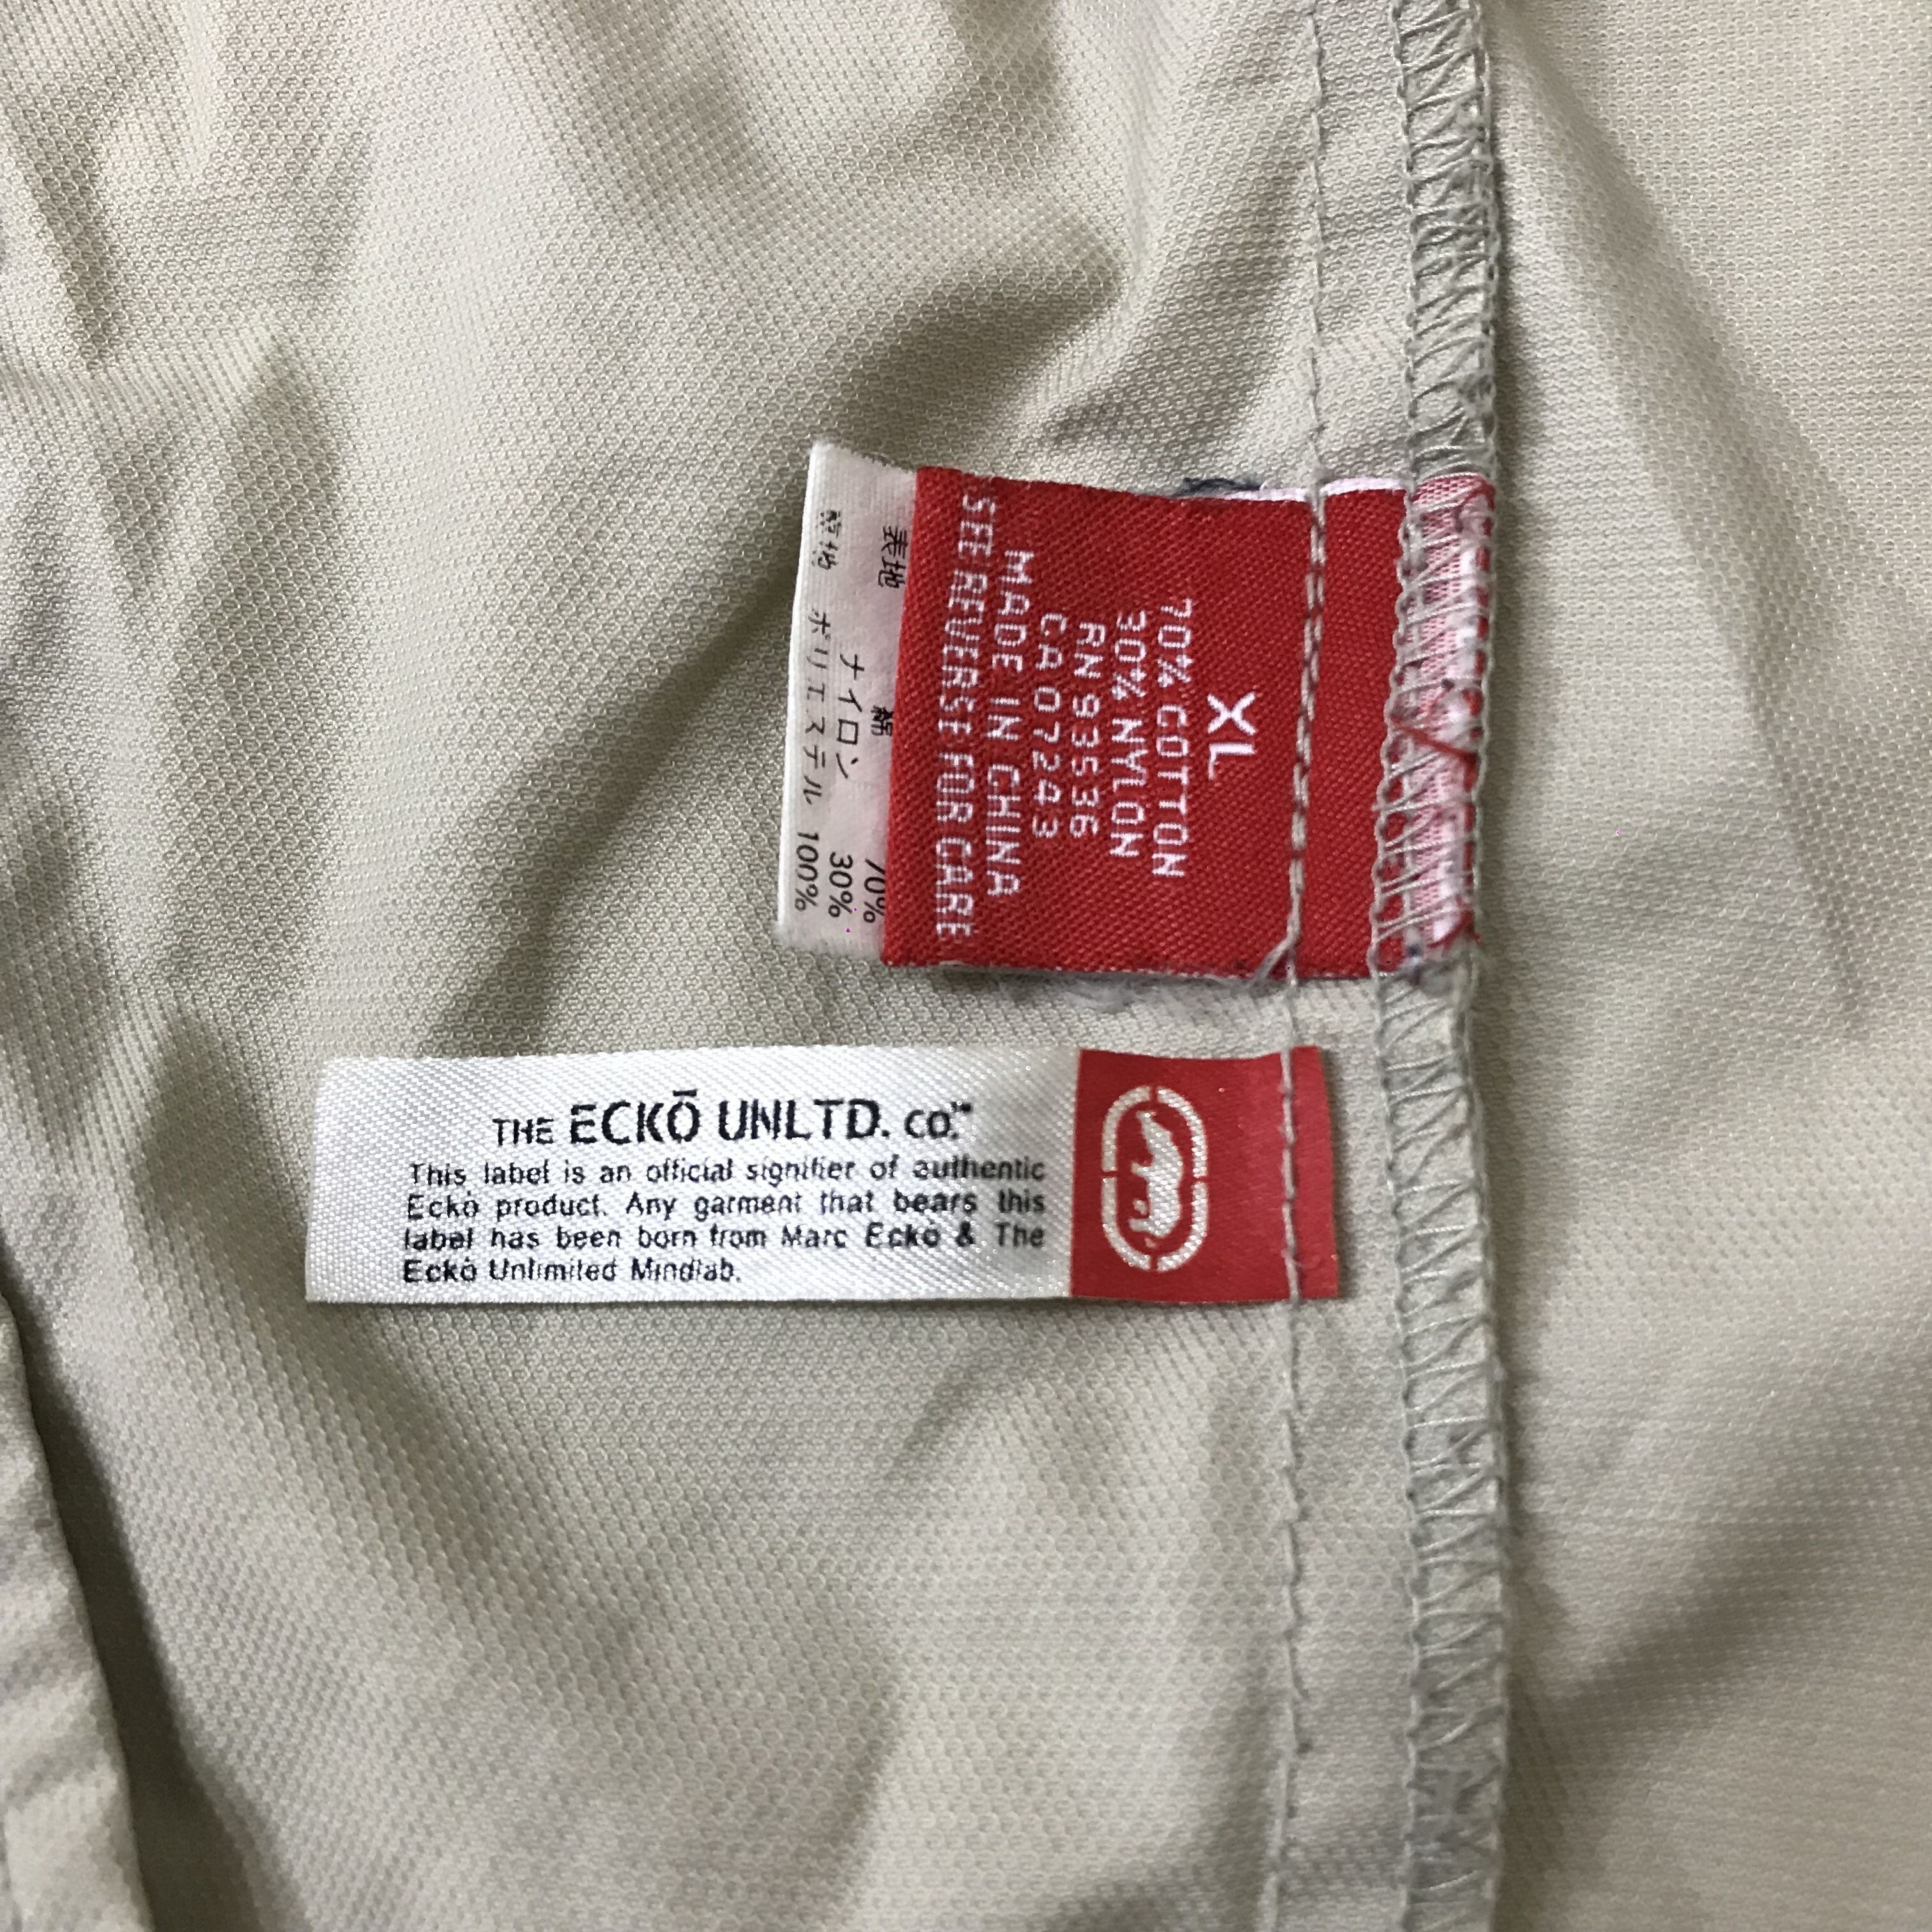 XL
70% COTTON
30% NYLON
RN 93536
CA 07243
MADE IN CHINA
SEE REVERSE FOR CARE
表地 綿 70%
ナイロン 30%
ポリエステル 100%
THE ECKŌ UNLTD. CO.™
This label is an official signifier of authentic
Eckō product. Any garment that bears this
label has been born from Marc Eckō & The
Eckō Unlimited Mindlab.